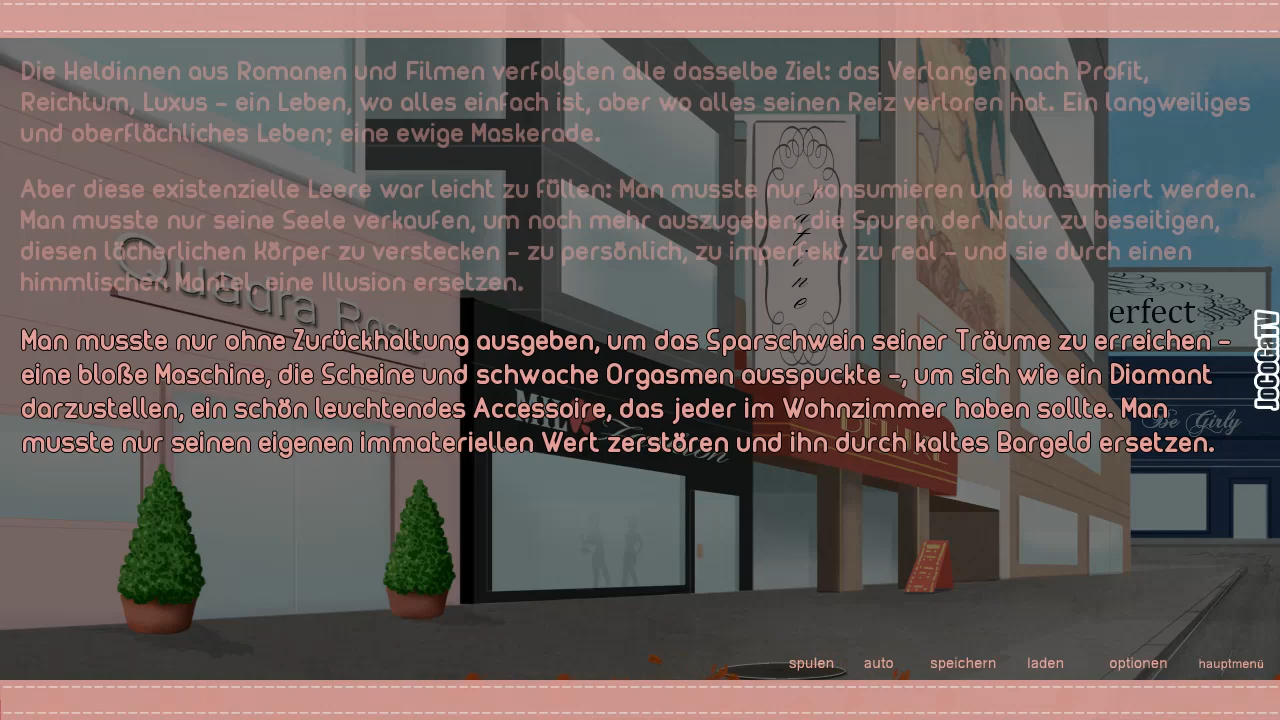 Die Heldinnen aus Romanen und Filmen verfolgten alle dasselbe Ziel: das Verlangen nach Profit,
Reichtum, Luxus – ein Leben, wo alles einfach ist, aber wo alles seinen Reiz verloren hat. Ein langweiliges
und oberflächliches Leben; eine ewige Maskerade.
Aber diese existenzielle Leere war leicht zu füllen: Man musste nur konsumieren und konsumiert werden.
Man musste nur seine Seele verkaufen, um noch mehr auszugeben, die Spuren der Natur zu beseitigen,
diesen lächerlichen Körper zu verstecken – zu persönlich, zu imperfekt, zu real – und sie durch einen
himmlischen Mantel, eine Illusion ersetzen.
Man musste nur ohne Zurückhaltung ausgeben, um das Sparschwein seiner Träume zu erreichen –
eine bloße Maschine, die Scheine und schwache Orgasmen ausspuckte –, um sich wie ein Diamant
darzustellen, ein schön leuchtendes Accessoire, das jeder im Wohnzimmer haben sollte. Man
musste nur seinen eigenen immateriellen Wert zerstören und ihn durch kaltes Bargeld ersetzen.
Quadra Ros
Satine
erfect
Be Girly
JoCoGaTV
spulen auto speichern laden optionen hauptmenü